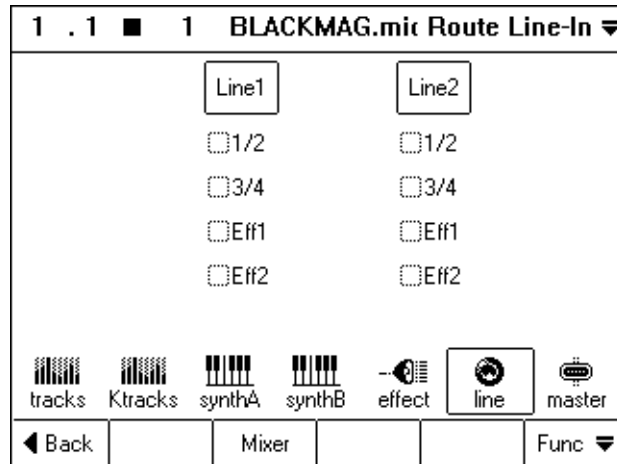 1 .1 ■ 1 BLACKMAG.mic Route Line-In
Line1 Line2
1/2 1/2
3/4 3/4
Eff1 Eff1
Eff2 Eff2
tracks Ktracks synthA synthB effect line master
Back Mixer Func